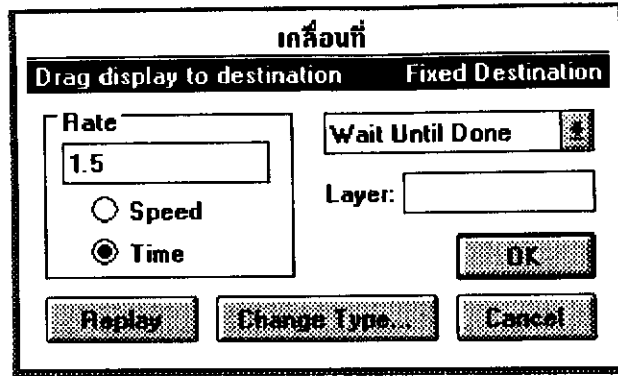 เคลื่อนที่
Drag display to destination Fixed Destination
Rate
1.5
Speed
Time
Wait Until Done
Layer:
OK
Replay Change Type... Cancel